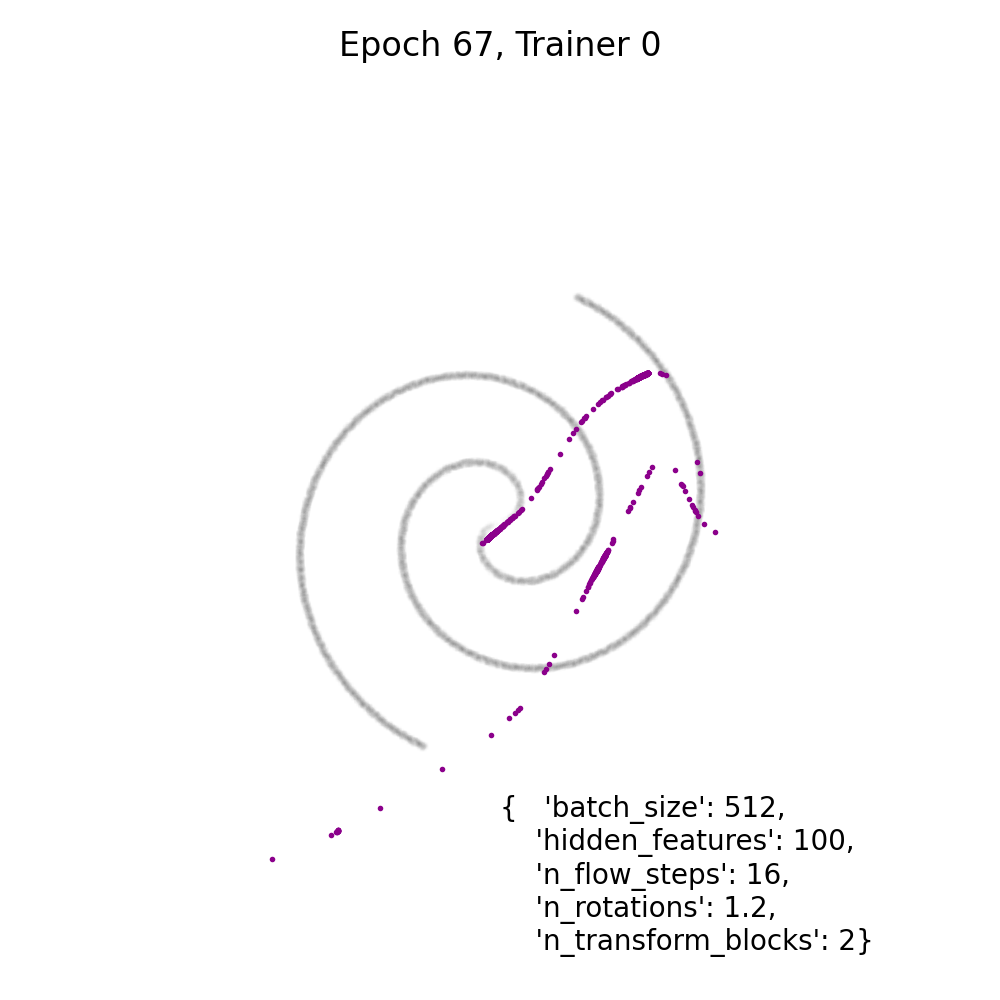 Epoch 67, Trainer 0
{   'batch_size': 512,
'hidden_features': 100,
'n_flow_steps': 16,
'n_rotations': 1.2,
'n_transform_blocks': 2}